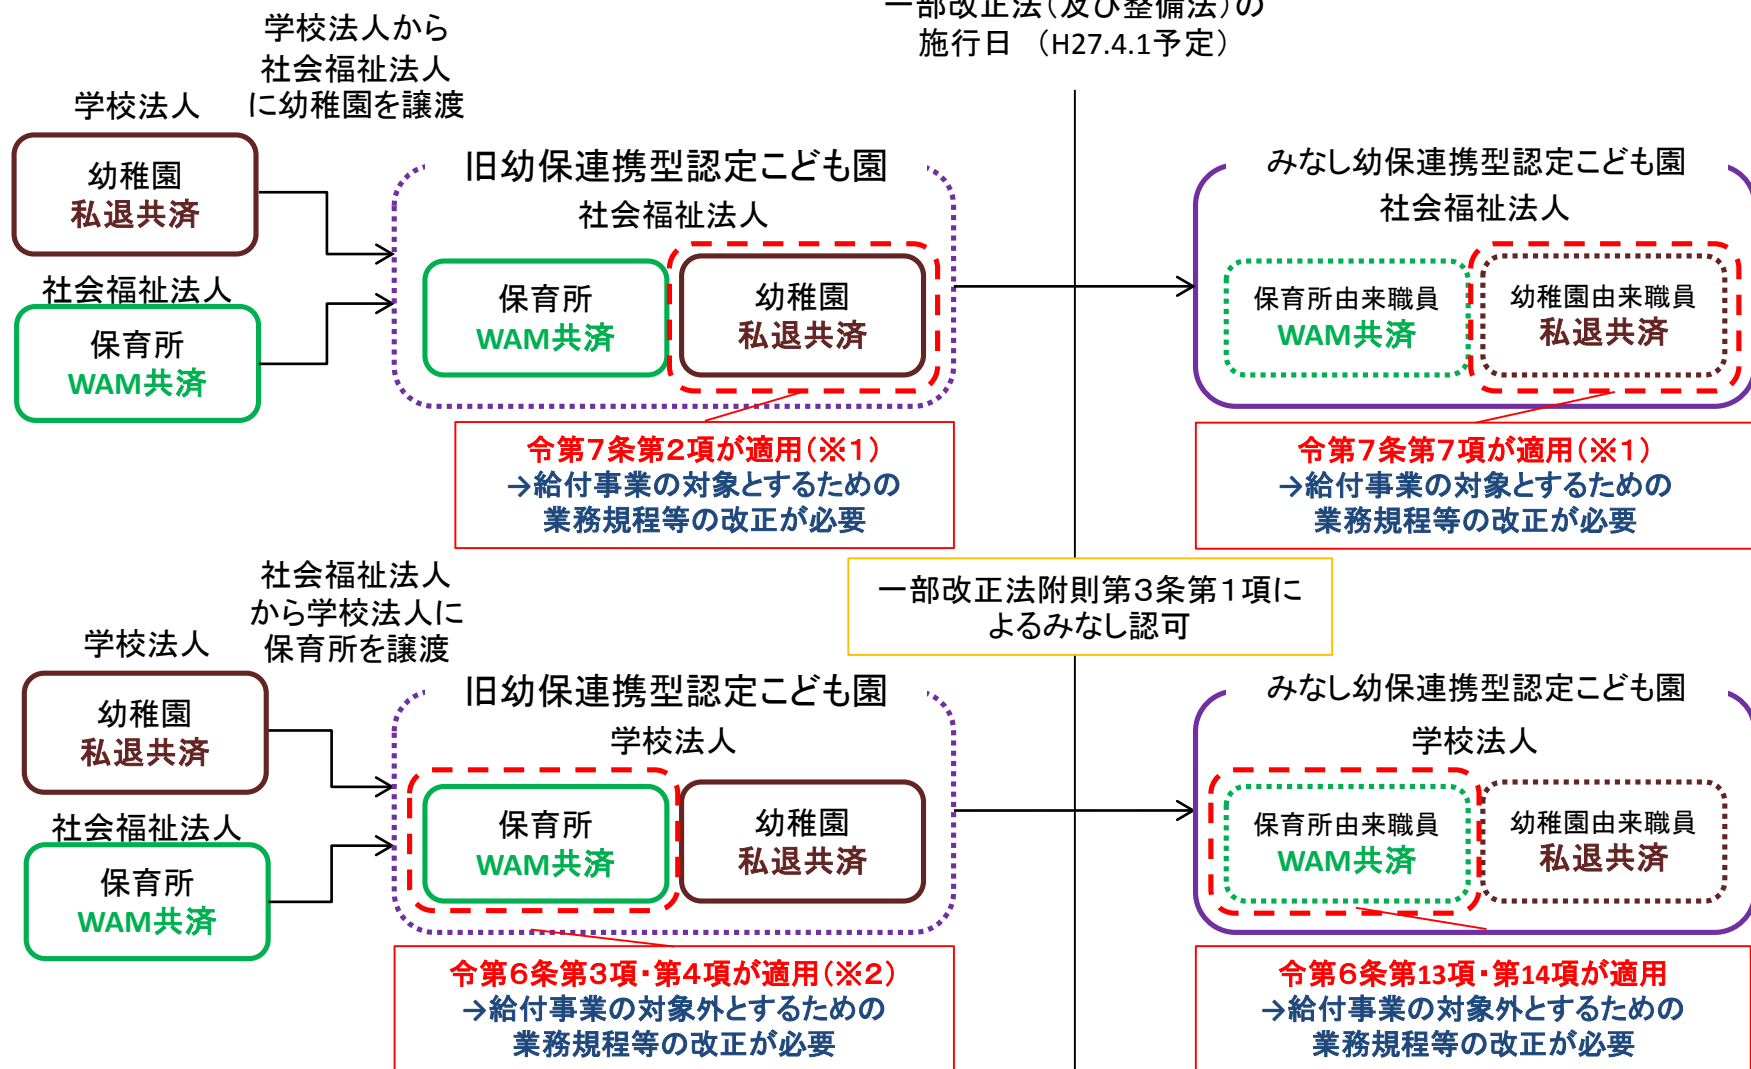 一部改正法（及び整備法）の
施行日 （H27.4.1予定）
学校法人から
社会福祉法人
に幼稚園を譲渡
学校法人
幼稚園
私退共済
社会福祉法人
保育所
WAM共済
旧幼保連携型認定こども園
社会福祉法人
保育所
WAM共済
幼稚園
私退共済
みなし幼保連携型認定こども園
社会福祉法人
保育所由来職員
WAM共済
幼稚園由来職員
私退共済
令第７条第２項が適用（※１）
→給付事業の対象とするための
業務規程等の改正が必要
令第７条第７項が適用（※１）
→給付事業の対象とするための
業務規程等の改正が必要
一部改正法附則第３条第１項に
よるみなし認可
社会福祉法人
から学校法人に
保育所を譲渡
学校法人
幼稚園
私退共済
社会福祉法人
保育所
WAM共済
旧幼保連携型認定こども園
学校法人
保育所
WAM共済
幼稚園
私退共済
みなし幼保連携型認定こども園
学校法人
保育所由来職員
WAM共済
幼稚園由来職員
私退共済
令第６条第３項・第４項が適用（※２）
→給付事業の対象外とするための
業務規程等の改正が必要
令第６条第13項・第14項が適用
→給付事業の対象外とするための
業務規程等の改正が必要